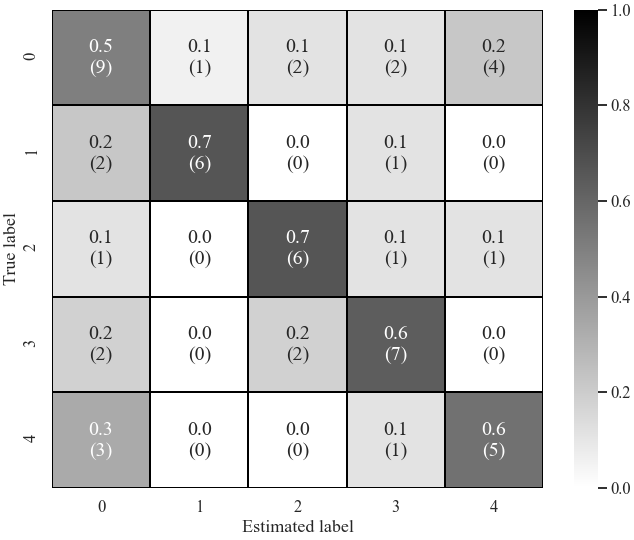 0.5 0.1 0.1 0.1 0.2
0 (9) (1) (2) (2) (4)
0.2 0.7 0.0 0.1 0.0
1 (2) (6) (0) (1) (0)
0.1 0.0 0.7 0.1 0.1
2 (1) (0) (6) (1) (1)
0.2 0.0 0.2 0.6 0.0
3 (2) (0) (2) (7) (0)
0.3 0.0 0.0 0.1 0.6
4 (3) (0) (0) (1) (5)
0 1 2 3 4
Estimated label
True label
1.0
0.8
0.6
0.4
0.2
0.0